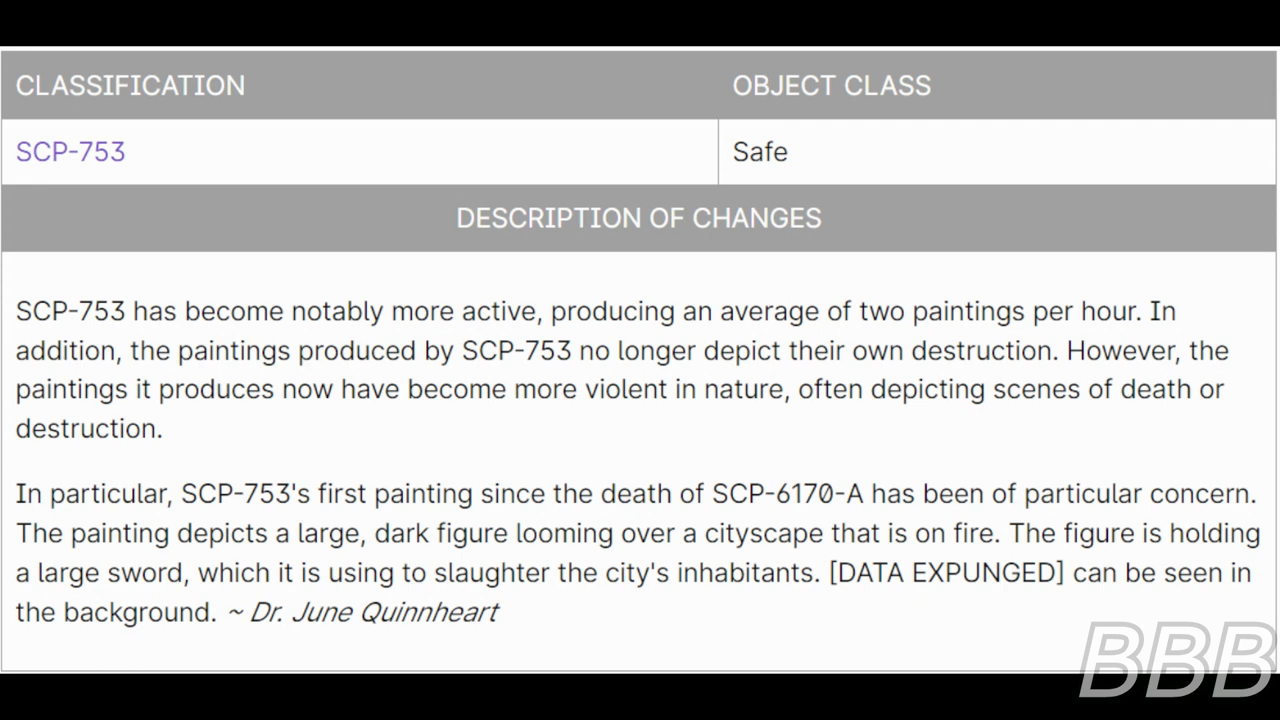 CLASSIFICATION
OBJECT CLASS
SCP-753
Safe
DESCRIPTION OF CHANGES
SCP-753 has become notably more active, producing an average of two paintings per hour. In
addition, the paintings produced by SCP-753 no longer depict their own destruction. However, the
paintings it produces now have become more violent in nature, often depicting scenes of death or
destruction.
In particular, SCP-753's first painting since the death of SCP-6170-A has been of particular concern.
The painting depicts a large, dark figure looming over a cityscape that is on fire. The figure is holding
a large sword, which it is using to slaughter the city's inhabitants. [DATA EXPUNGED] can be seen in
the background. ~ Dr. June Quinnheart
BBB